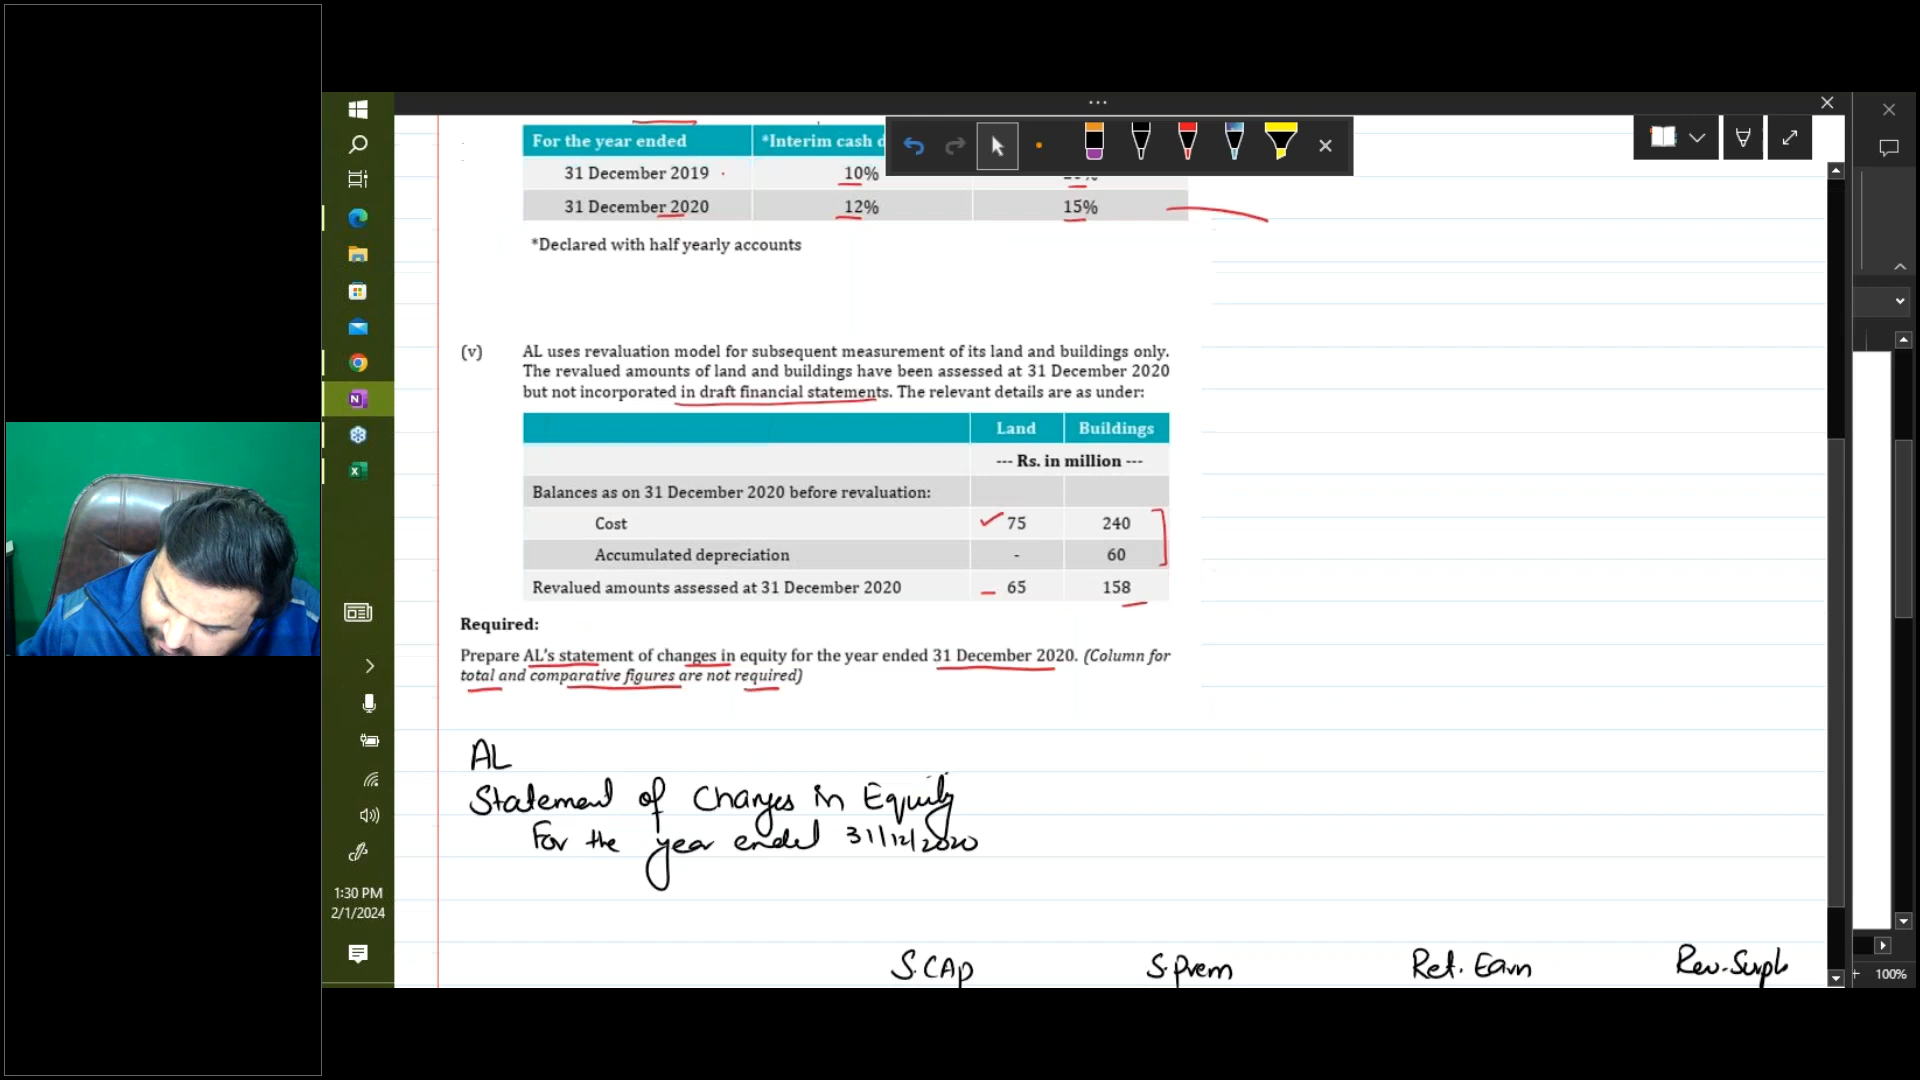 For the year ended *Interim cash d
31 December 2019 10%
31 December 2020 12% 15%
*Declared with half yearly accounts
(v) AL uses revaluation model for subsequent measurement of its land and buildings only.
The revalued amounts of land and buildings have been assessed at 31 December 2020
but not incorporated in draft financial statements. The relevant details are as under:
Land Buildings
--- Rs. in million ---
Balances as on 31 December 2020 before revaluation:
Cost 75 240
Accumulated depreciation - 60
Revalued amounts assessed at 31 December 2020 65 158
Required:
Prepare AL's statement of changes in equity for the year ended 31 December 2020. (Column for
total and comparative figures are not required)
AL
Statement of Changes in Equity
For the year ended 31/12/2020
S.CAp S.Prem Ret. Earn Rev.Surpl
1:30 PM
2/1/2024
100%